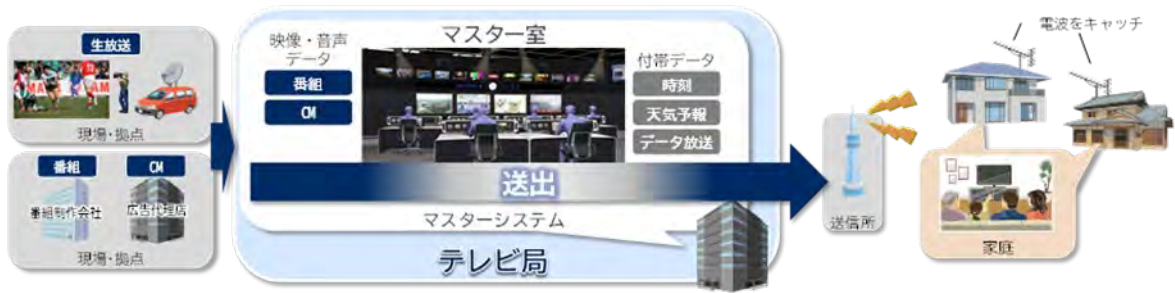 生放送
現場・拠点
番組
CM
番組制作会社
広告代理店
現場・拠点
マスター室
映像・音声
データ
番組
CM
付帯データ
時刻
天気予報
データ放送
送出
マスターシステム
テレビ局
送信所
電波をキャッチ
家庭